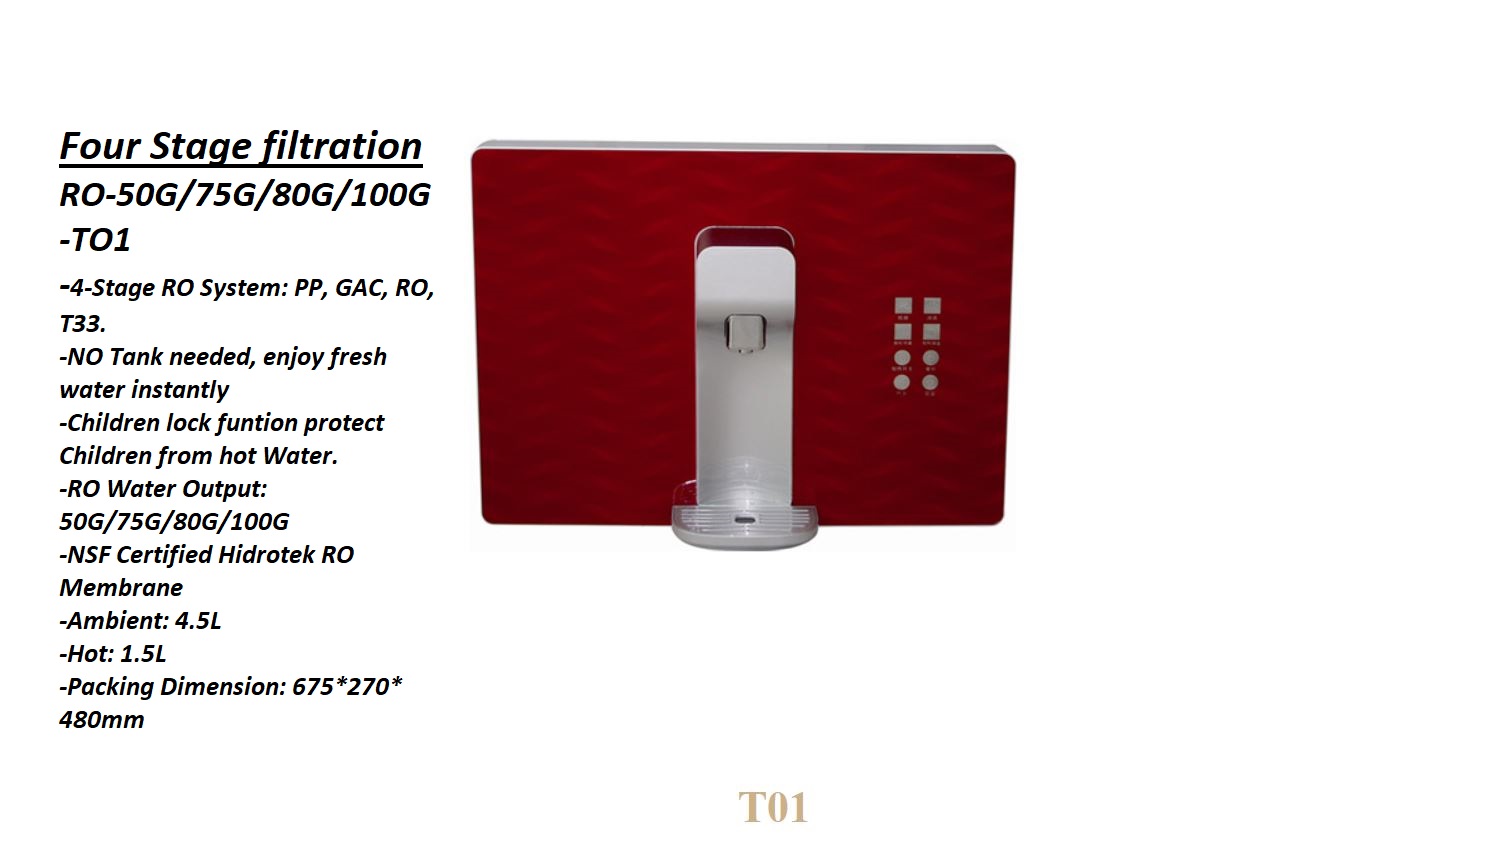 Four Stage filtration
RO-50G/75G/80G/100G
-TO1
-4-Stage RO System: PP, GAC, RO,
T33.
-NO Tank needed, enjoy fresh
water instantly
-Children lock funtion protect
Children from hot Water.
-RO Water Output:
50G/75G/80G/100G
-NSF Certified Hidrotek RO
Membrane
-Ambient: 4.5L
-Hot: 1.5L
-Packing Dimension: 675*270*
480mm
T01